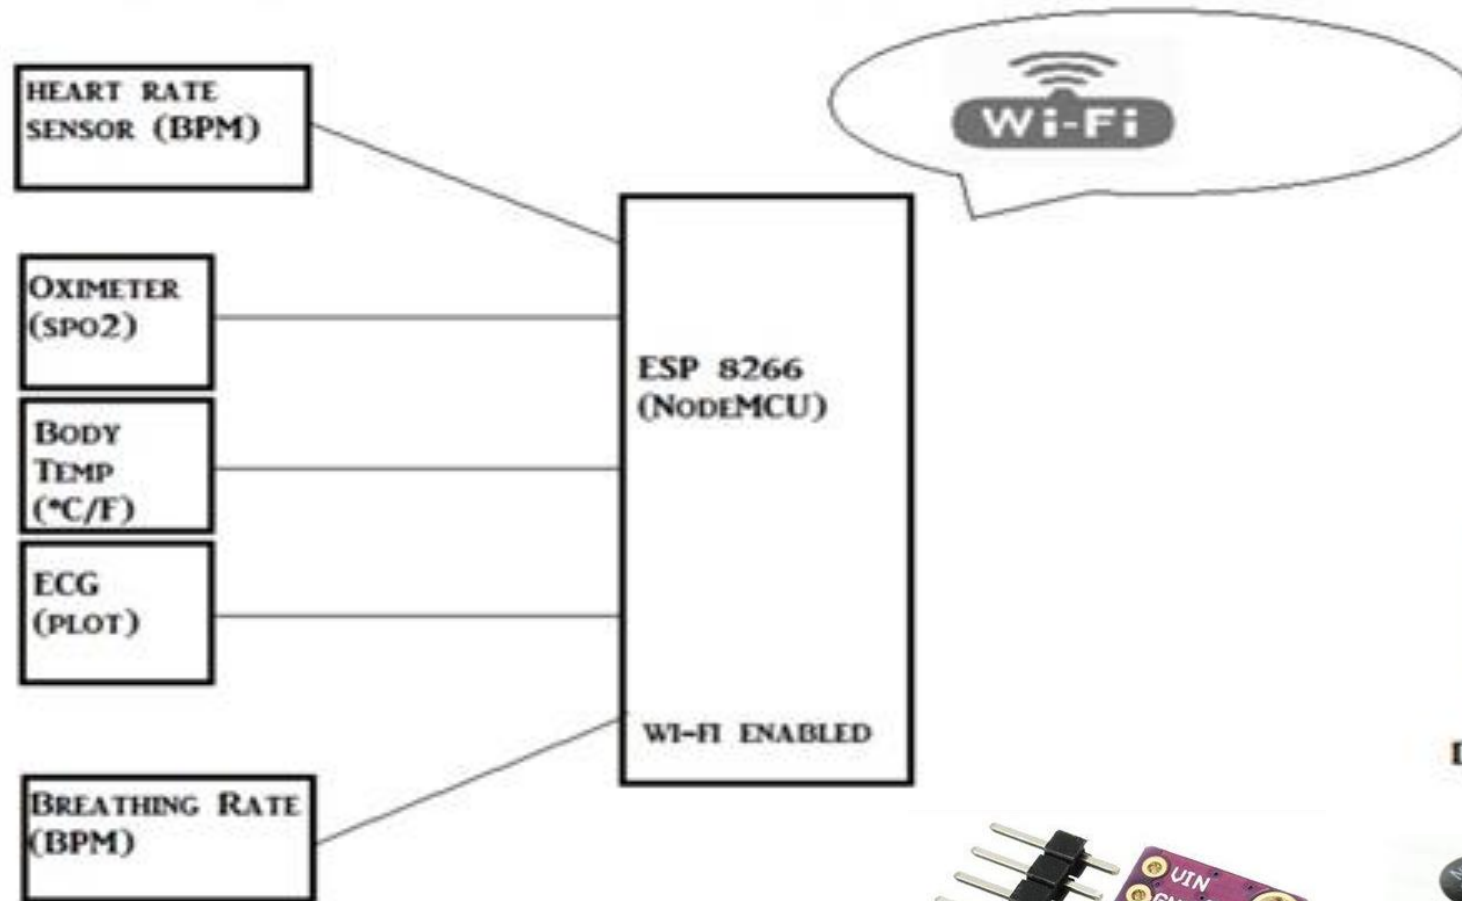 HEART RATE
SENSOR (BPM)
Wi-Fi
OXIMETER
(SPO2)
ESP 8266
(NODEMCU)
BODY
TEMP
(°C/F)
ECG
(PLOT)
WI-FI ENABLED
BREATHING RATE
(BPM)
VIN